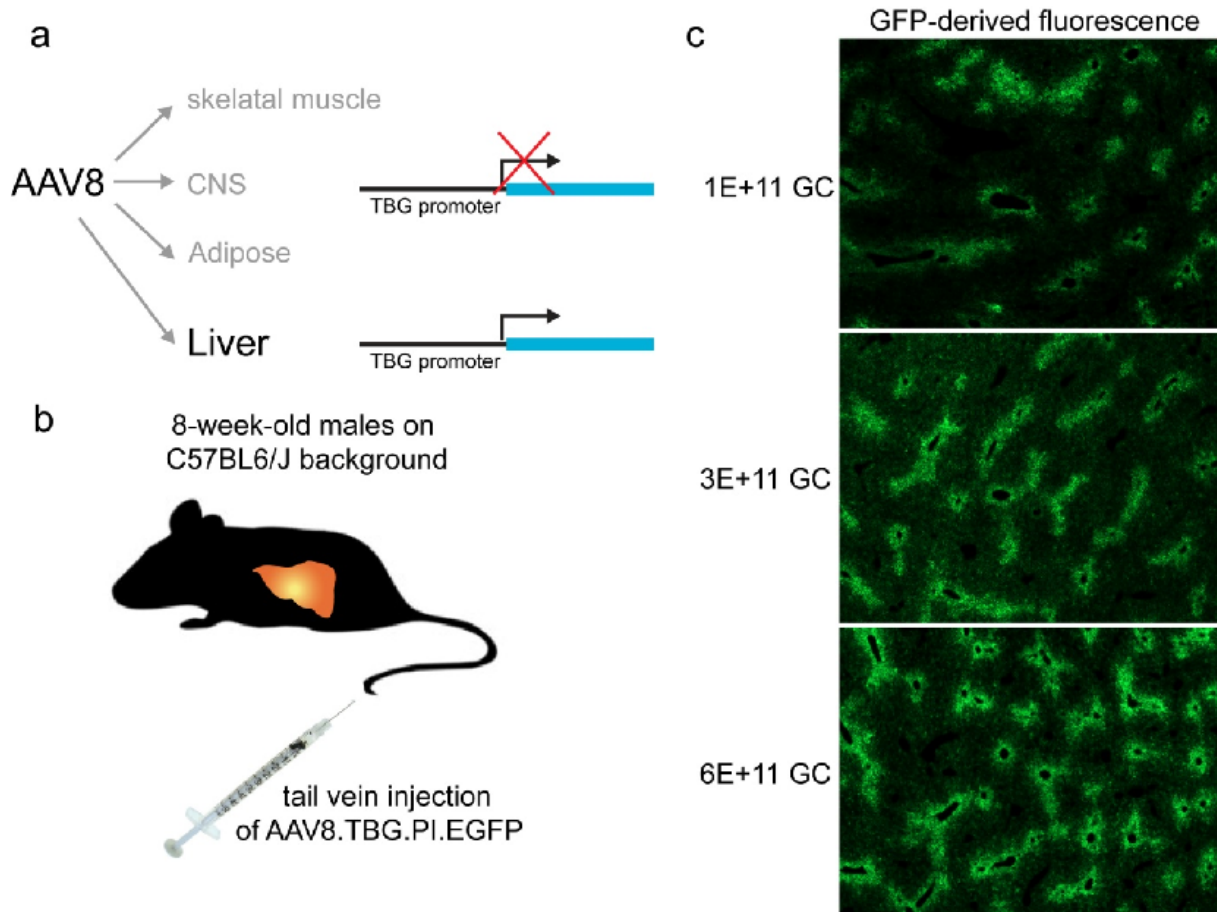 a
skelatal muscle
AAV8
CNS
Adipose
Liver
TBG promoter
TBG promoter
b
8-week-old males on
C57BL6/J background
tail vein injection
of AAV8.TBG.PI.EGFP
c
GFP-derived fluorescence
1E+11 GC
3E+11 GC
6E+11 GC